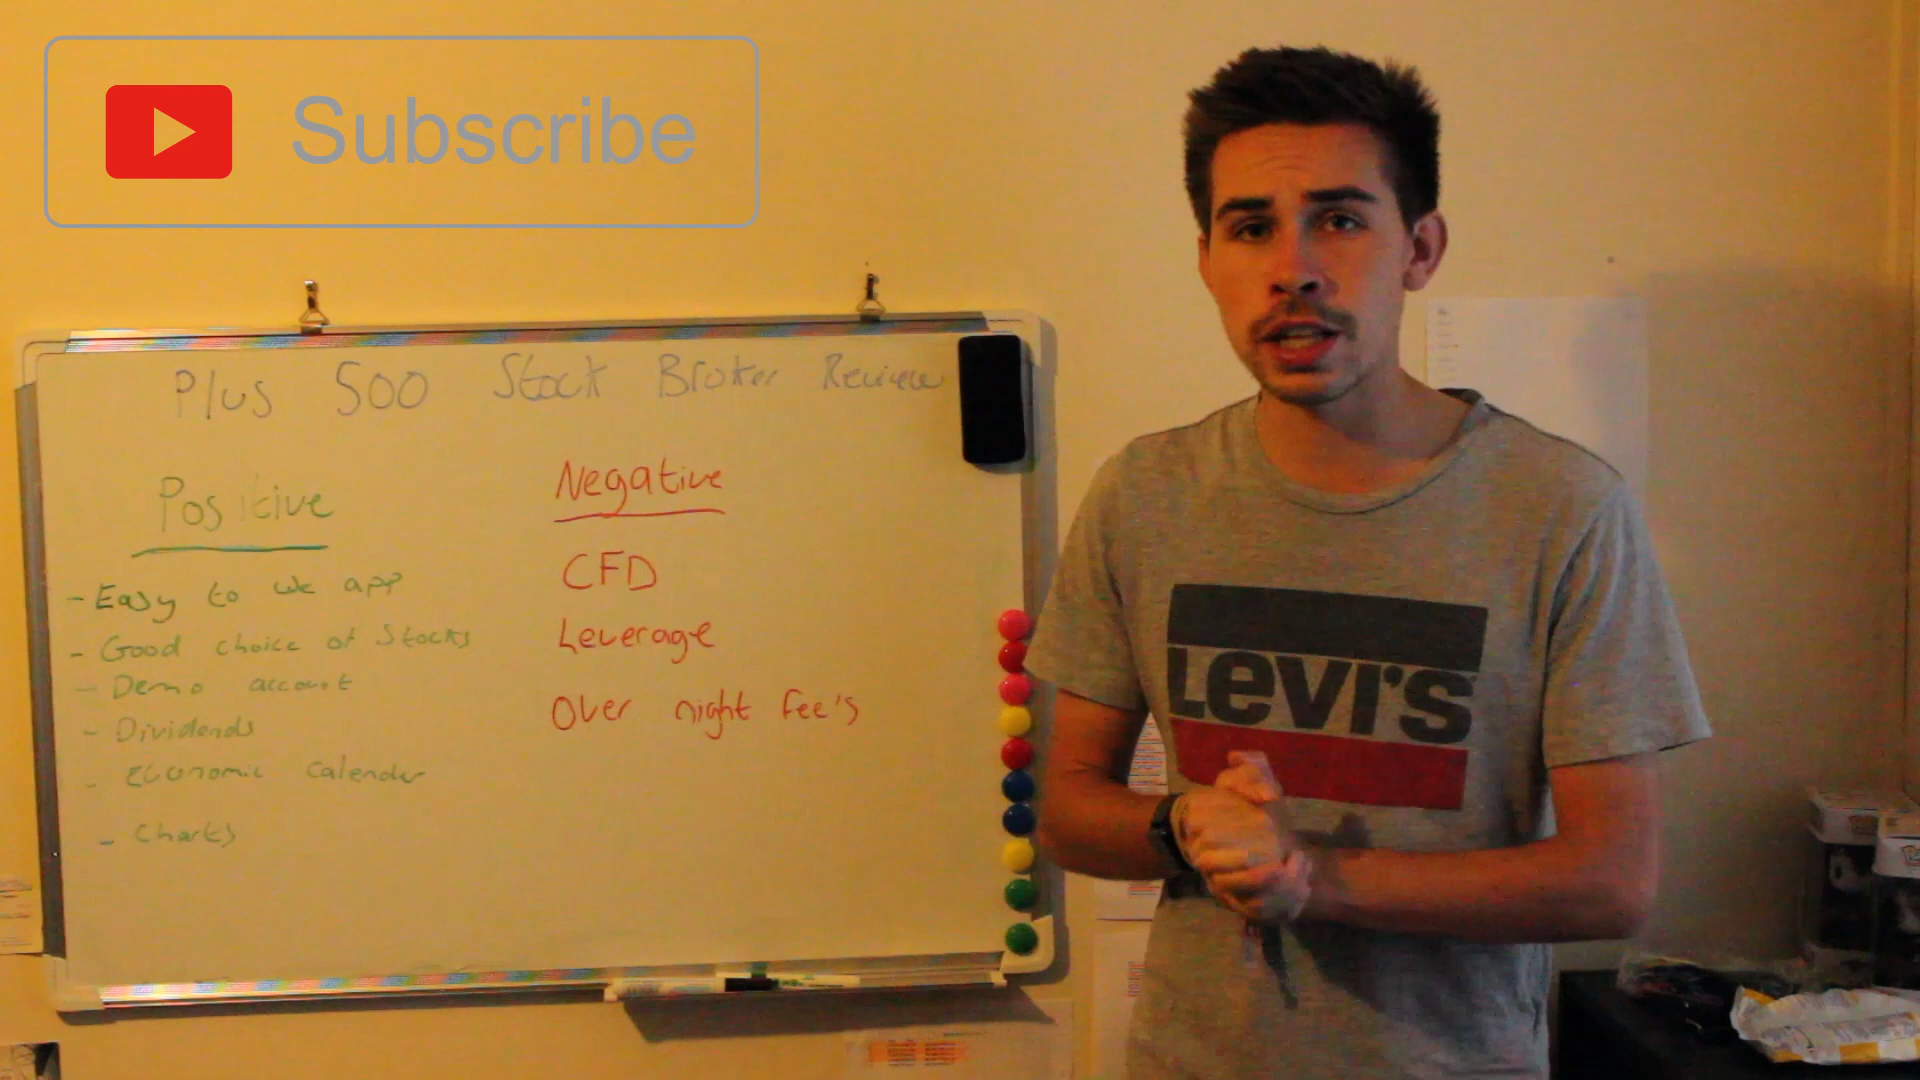 Subscribe
Plus 500 Stock Broker Review
Positive
- Easy to use app
- Good choice of Stocks
- Demo account
- Dividends
- Economic Calender
- Charts
Negative
CFD
Leverage
Over night fee's
LEVI'S